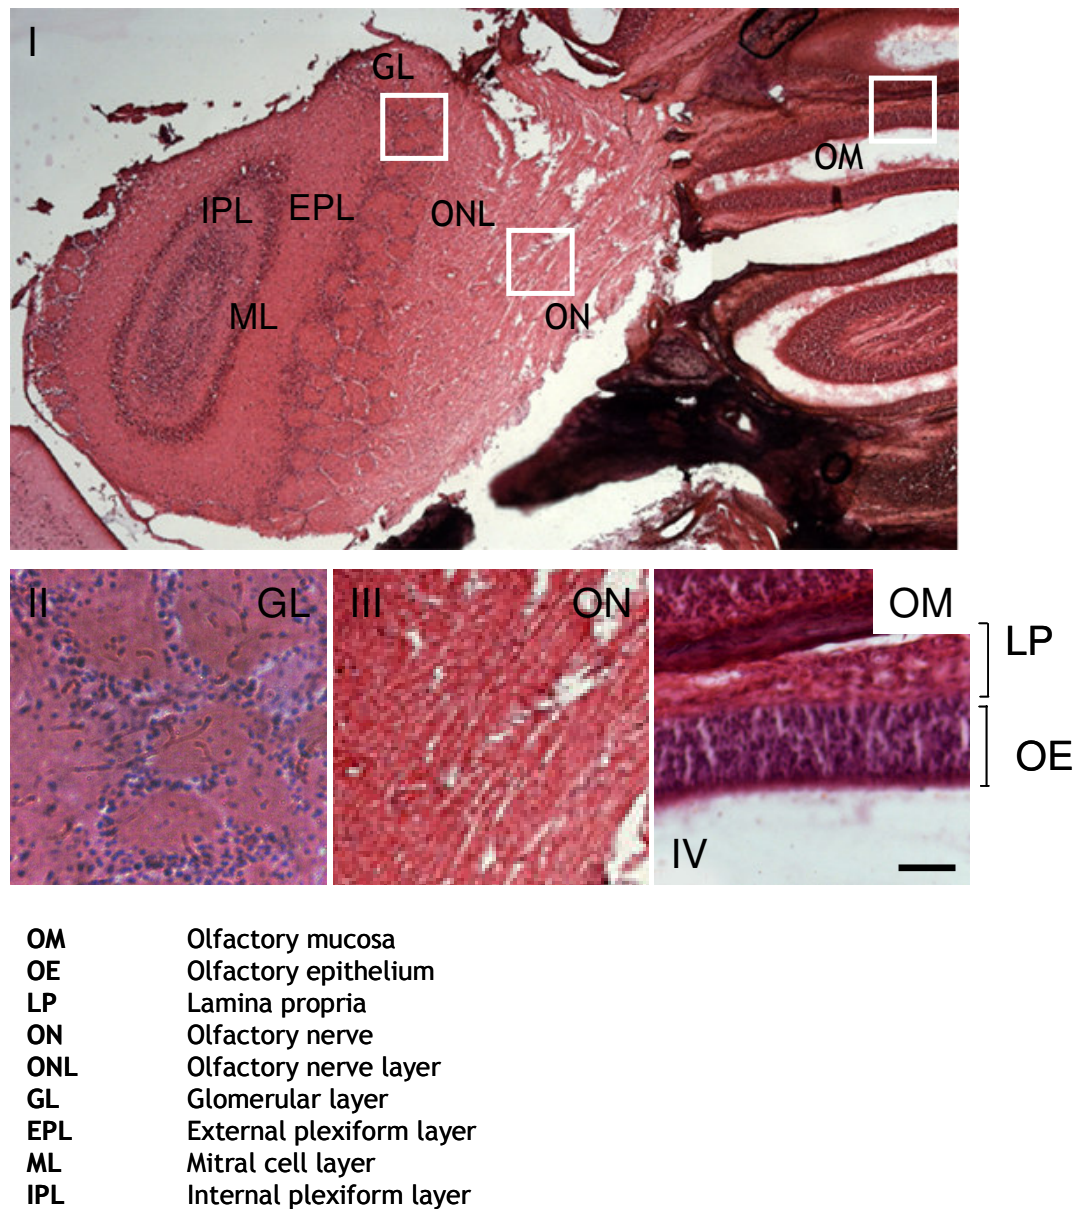 I
GL
OM
IPL EPL ONL
ML ON
II GL III ON OM
LP
OE
IV
OM Olfactory mucosa
OE Olfactory epithelium
LP Lamina propria
ON Olfactory nerve
ONL Olfactory nerve layer
GL Glomerular layer
EPL External plexiform layer
ML Mitral cell layer
IPL Internal plexiform layer